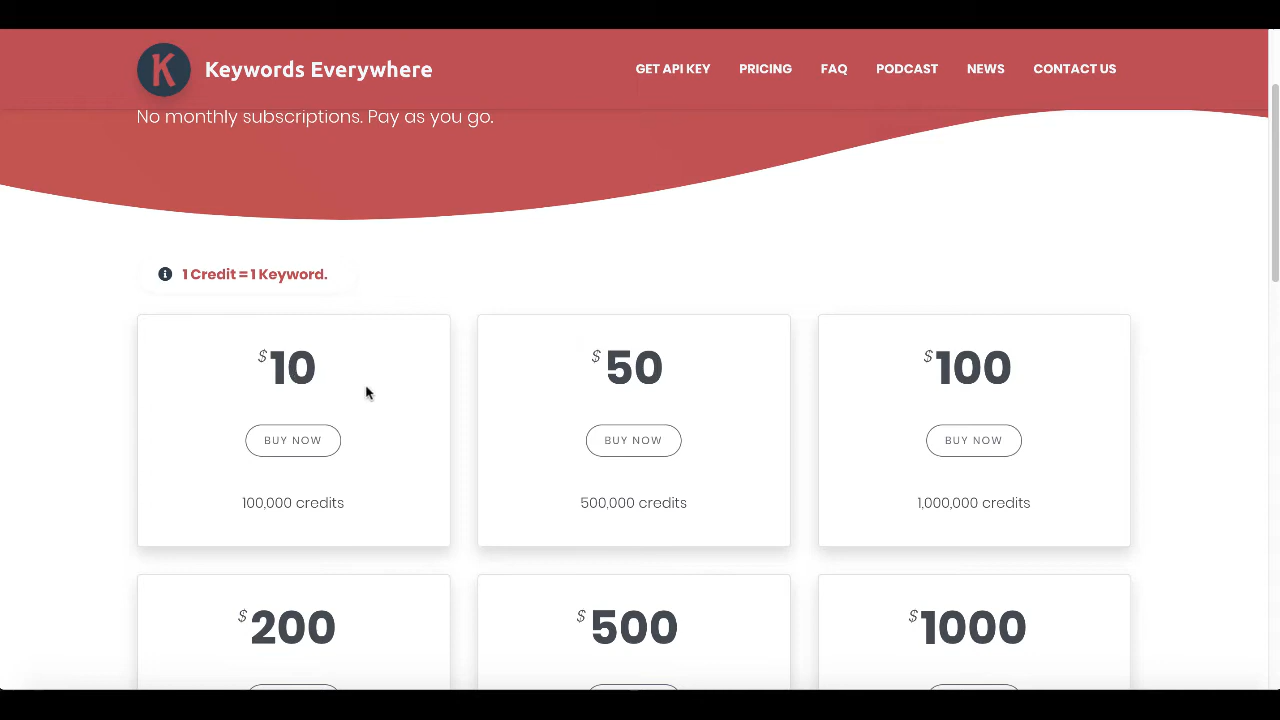 K
Keywords Everywhere
GET API KEY
PRICING
FAQ
PODCAST
NEWS
CONTACT US
No monthly subscriptions. Pay as you go.
1 Credit = 1 Keyword.
$10
$50
$100
BUY NOW
BUY NOW
BUY NOW
100,000 credits
500,000 credits
1,000,000 credits
$200
$500
$1000